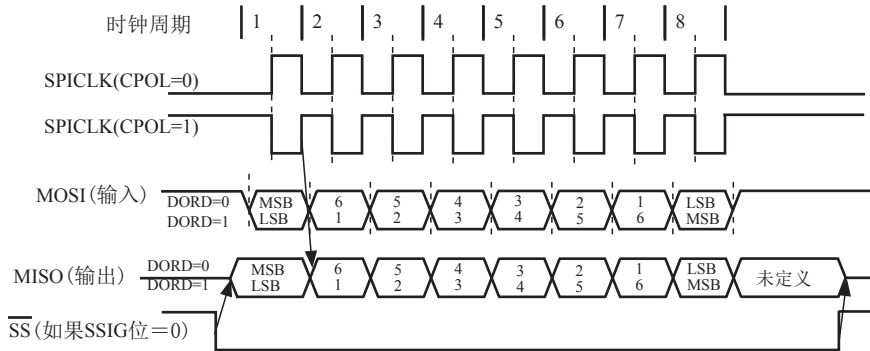 时钟周期 1 2 3 4 5 6 7 8
SPICLK(CPOL=0)
SPICLK(CPOL=1)
MOSI(输入) DORD=0 MSB 6 5 4 3 2 1 LSB
DORD=1 LSB 1 2 3 4 5 6 MSB
MISO(输出) DORD=0 MSB 6 5 4 3 2 1 LSB 未定义
DORD=1 LSB 1 2 3 4 5 6 MSB
SS(如果SSIG位=0)